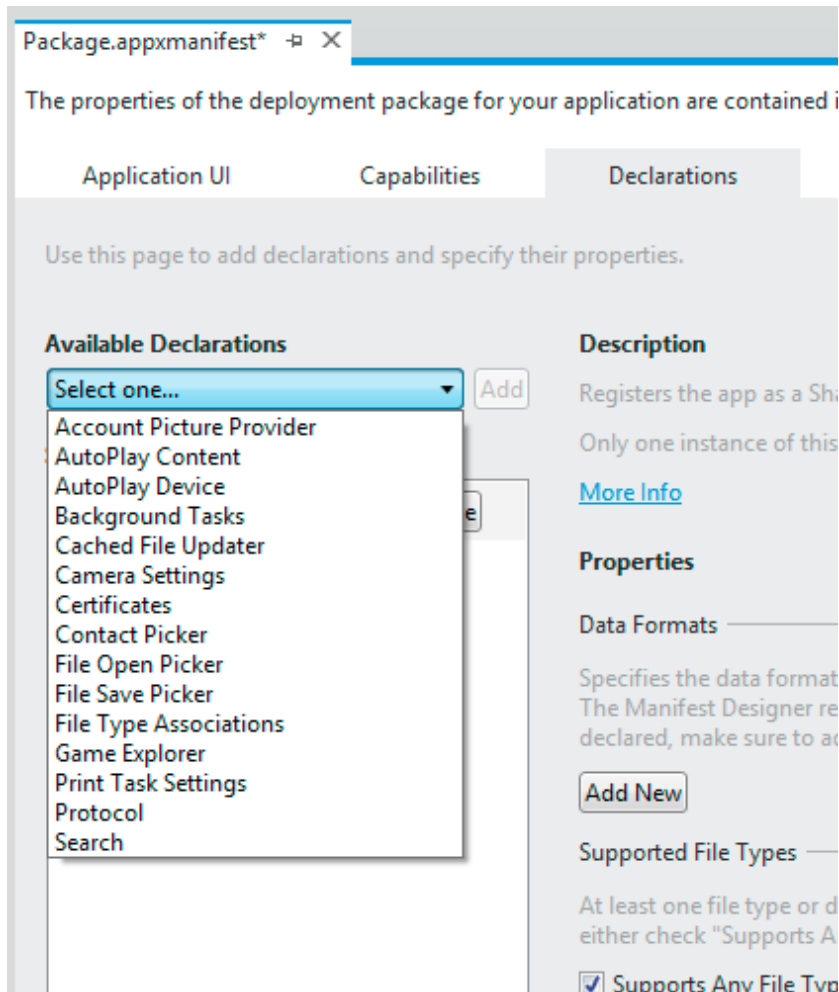 Package.appxmanifest*
The properties of the deployment package for your application are contained
Application UI Capabilities Declarations
Use this page to add declarations and specify their properties.
Available Declarations
Select one...
Add
Account Picture Provider
AutoPlay Content
AutoPlay Device
Background Tasks
Cached File Updater
Camera Settings
Certificates
Contact Picker
File Open Picker
File Save Picker
File Type Associations
Game Explorer
Print Task Settings
Protocol
Search
Description
Registers the app as a
Only one instance of this
More Info
Properties
Data Formats
Specifies the data format
The Manifest Designer
declared, make sure to
Add New
Supported File Types
At least one file type or
either check "Supports
Supports Any File